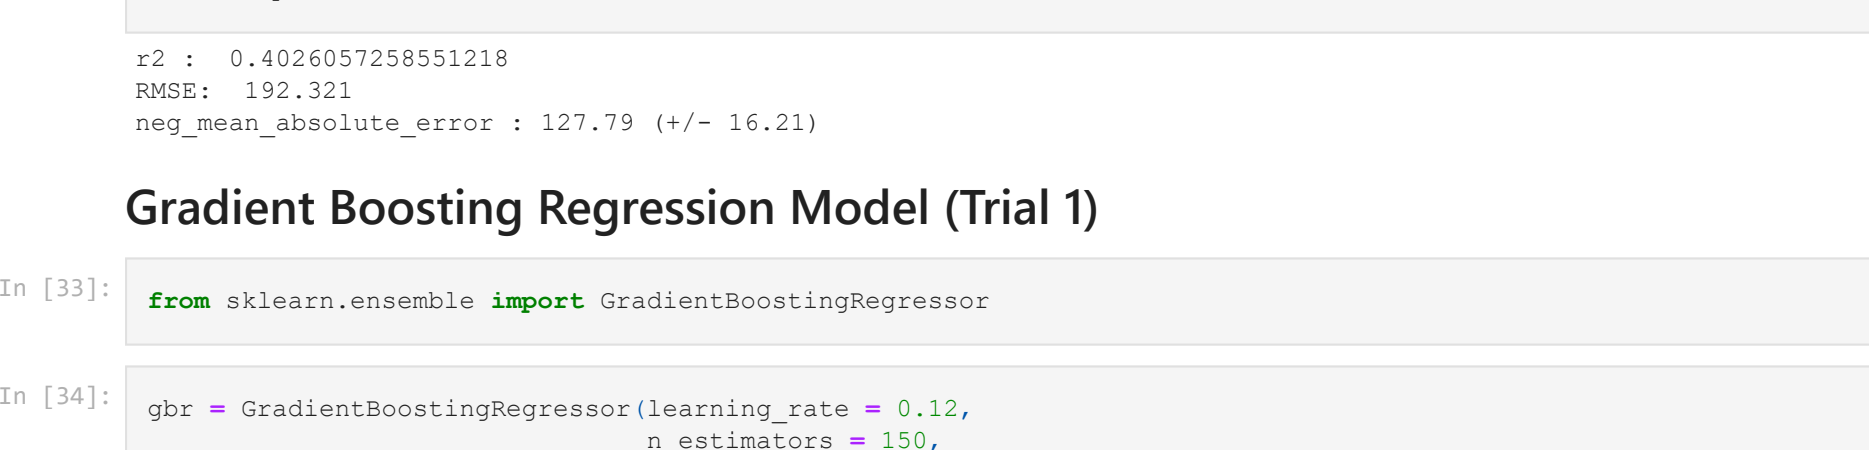 r2 :  0.4026057258551218
RMSE:  192.321
neg_mean_absolute_error : 127.79 (+/- 16.21)
Gradient Boosting Regression Model (Trial 1)
In [33]: from sklearn.ensemble import GradientBoostingRegressor
In [34]: gbr = GradientBoostingRegressor(learning_rate = 0.12,
n_estimators = 150,